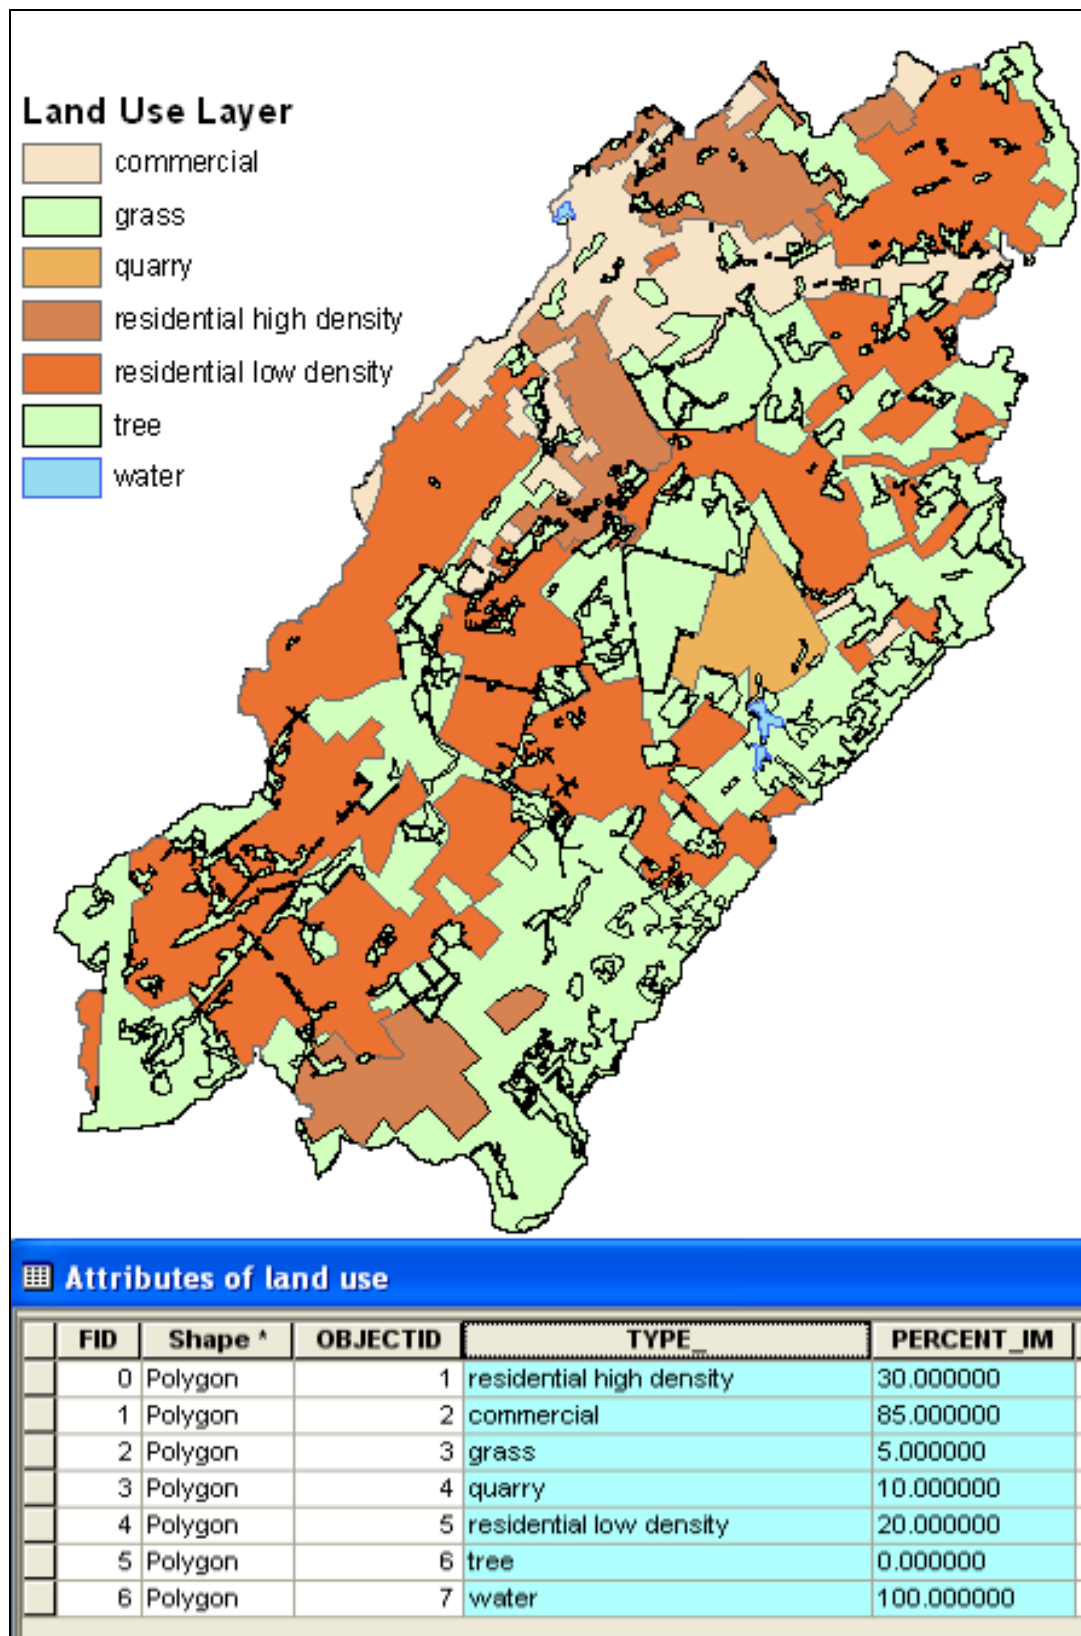 Land Use Layer
commercial
grass
quarry
residential high density
residential low density
tree
water
Attributes of land use
FID Shape * OBJECTID TYPE_ PERCENT_IM
0 Polygon 1 residential high density 30.000000
1 Polygon 2 commercial 85.000000
2 Polygon 3 grass 5.000000
3 Polygon 4 quarry 10.000000
4 Polygon 5 residential low density 20.000000
5 Polygon 6 tree 0.000000
6 Polygon 7 water 100.000000